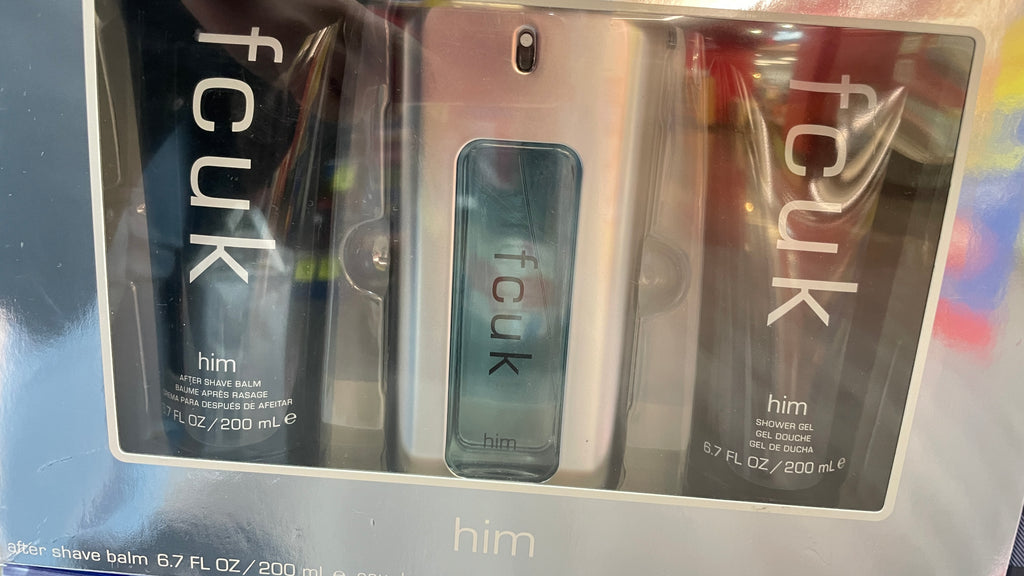 fcuk
him
AFTER SHAVE BALM
BAUME APRÈS RASAGE
CREMA PARA DESPUÉS DE AFEITAR
.7 FL OZ/200 mL e
fcuk
him
fcuk
him
SHOWER GEL
GEL DOUCHE
GEL DE DUCHA
6.7 FL OZ/200 mL e
him
after shave balm 6.7 FL OZ/200 ml e